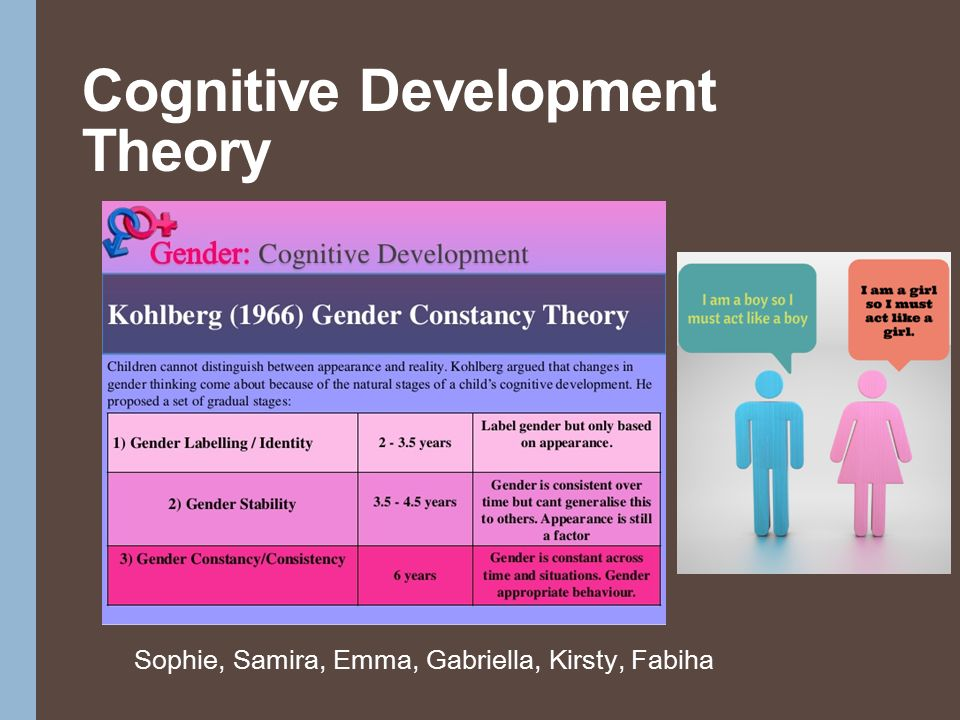 Cognitive Development
Theory
Gender: Cognitive Development
Kohlberg (1966) Gender Constancy Theory
Children cannot distinguish between appearance and reality. Kohlberg argued that changes in
gender thinking come about because of the natural stages of a child's cognitive development. He
proposed a set of gradual stages:
1) Gender Labelling / Identity
2 - 3.5 years
Label gender but only based
on appearance.
2) Gender Stability
3.5 - 4.5 years
Gender is consistent over
time but cant generalise this
to others. Appearance is still
a factor
3) Gender Constancy/Consistency
6 years
Gender is constant across
time and situations. Gender
appropriate behaviour.
I am a boy so I
must act like a boy
I am a girl
so I must
act like a
girl.
Sophie, Samira, Emma, Gabriella, Kirsty, Fabiha